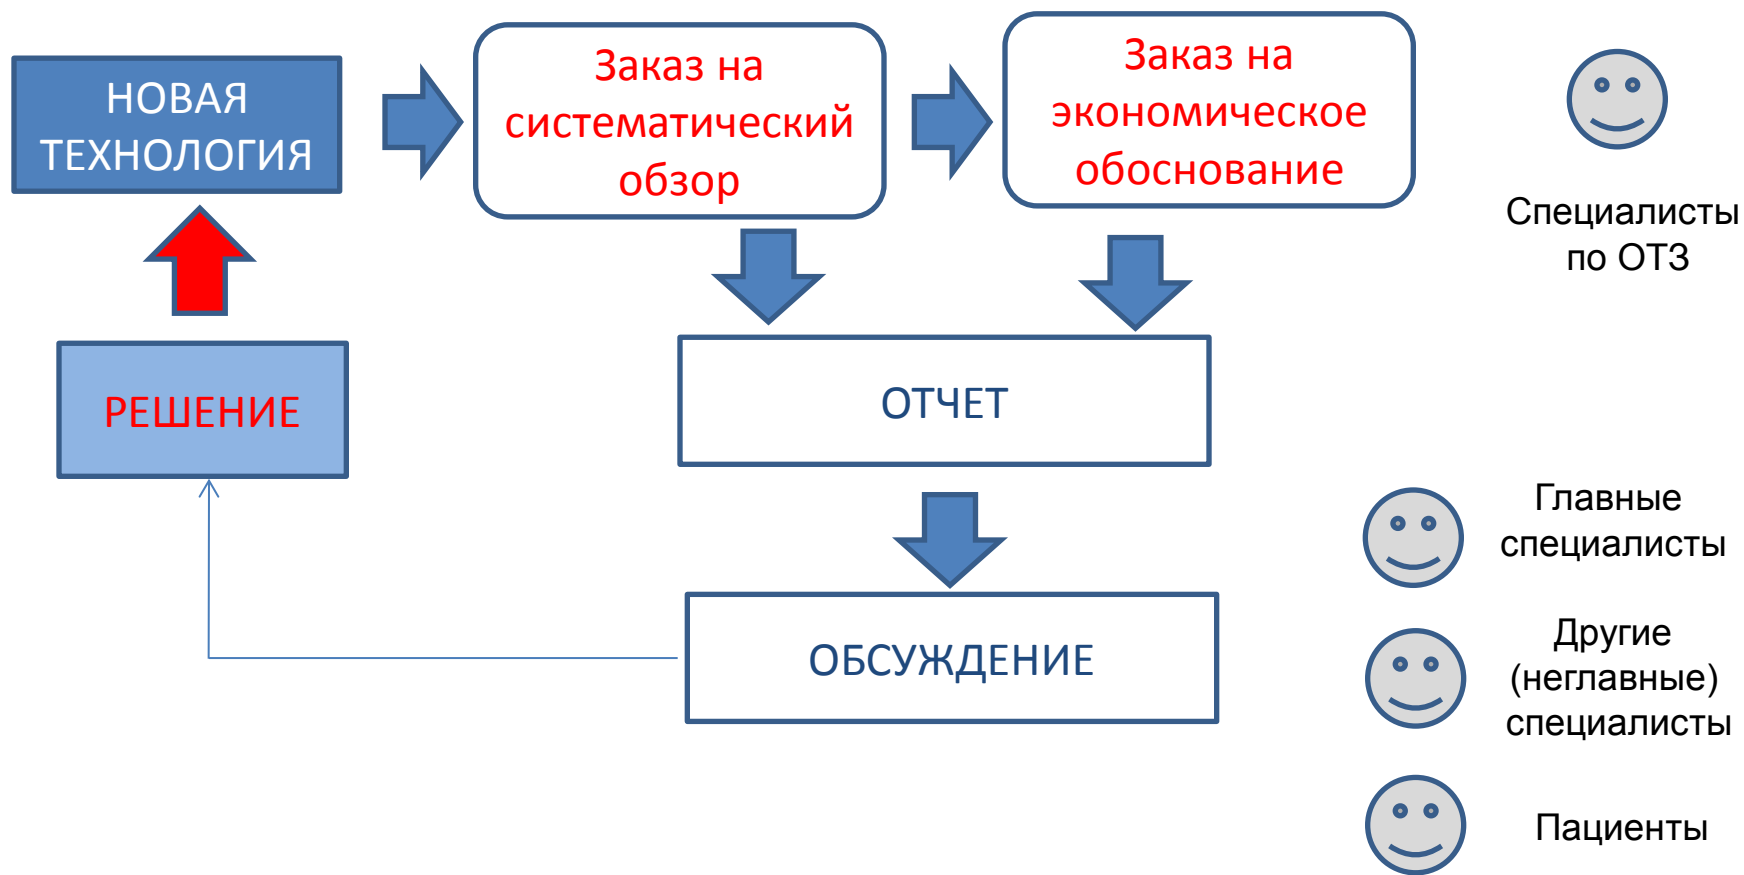 НОВАЯ
ТЕХНОЛОГИЯ
Заказ на
систематический
обзор
Заказ на
экономическое
обоснование
Специалисты
по ОТЗ
РЕШЕНИЕ
ОТЧЕТ
Главные
специалисты
ОБСУЖДЕНИЕ
Другие
(неглавные)
специалисты
Пациенты